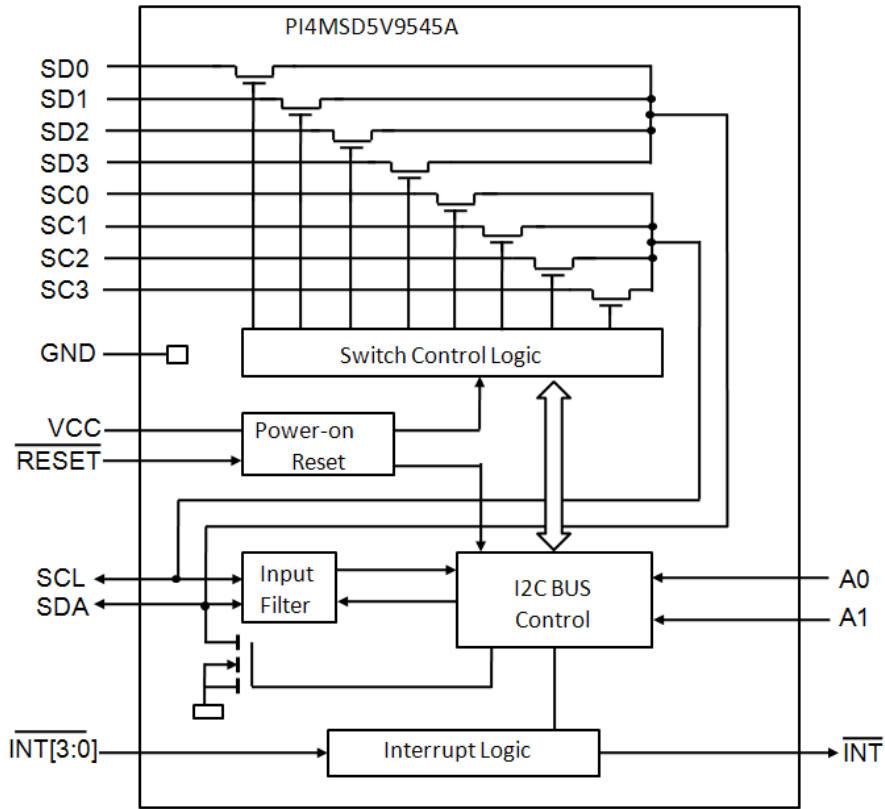 PI4MSD5V9545A
SD0
SD1
SD2
SD3
SC0
SC1
SC2
SC3
GND
Switch Control Logic
VCC
RESET
Power-on
Reset
SCL
SDA
Input
Filter
I2C BUS
Control
A0
A1
INT[3:0]
Interrupt Logic
INT